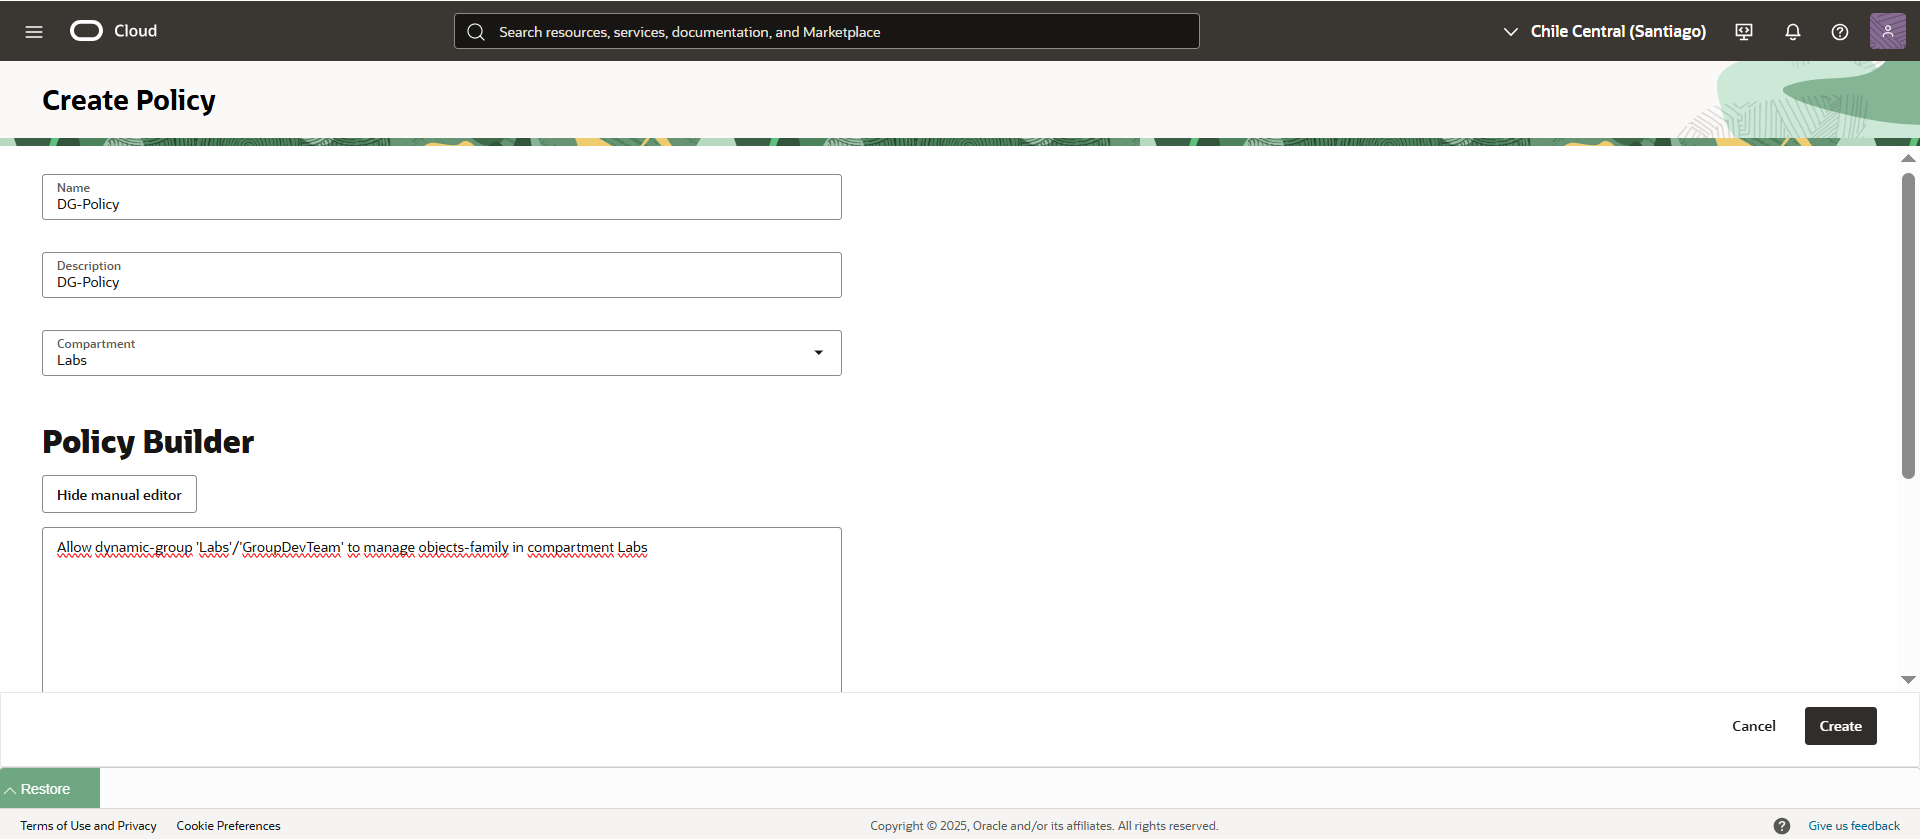 Cloud
Search resources, services, documentation, and Marketplace
Chile Central (Santiago)
Create Policy
Name
DG-Policy
Description
DG-Policy
Compartment
Labs
Policy Builder
Hide manual editor
Allow dynamic-group 'Labs'/'GroupDevTeam' to manage objects-family in compartment Labs
Cancel
Create
Restore
Terms of Use and Privacy
Cookie Preferences
Copyright © 2025, Oracle and/or its affiliates. All rights reserved.
Give us feedback